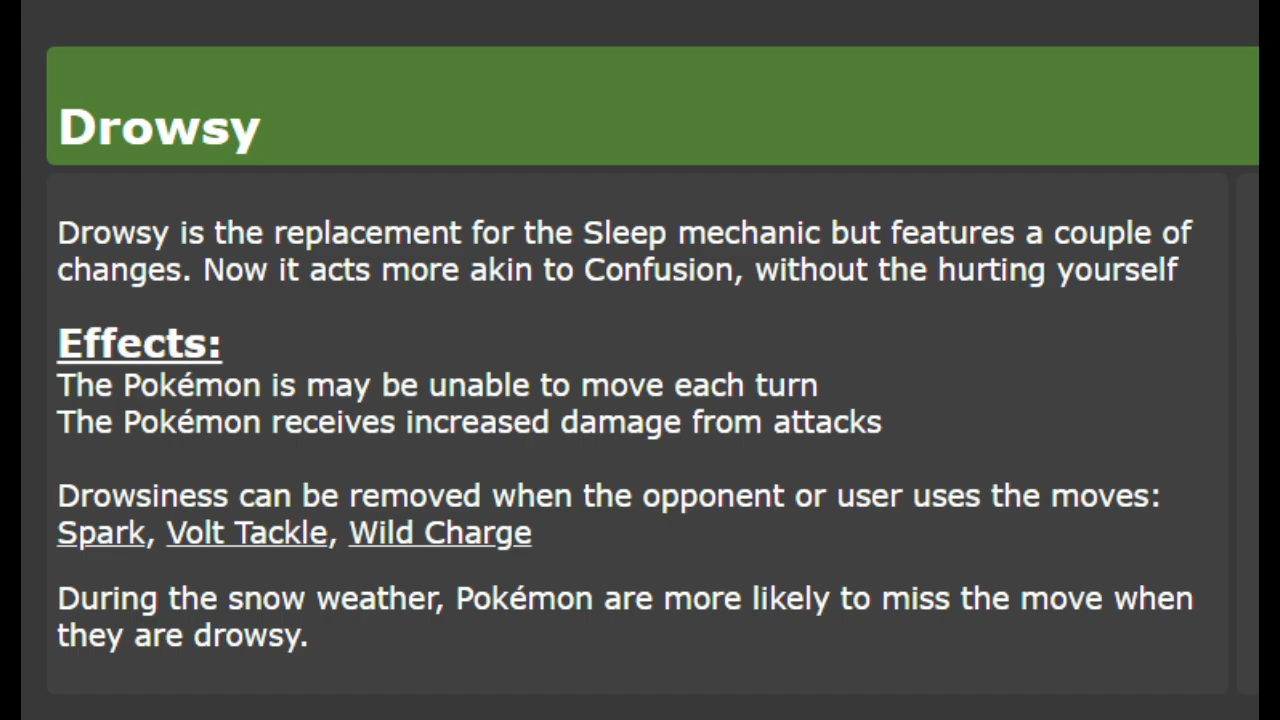 Drowsy
Drowsy is the replacement for the Sleep mechanic but features a couple of
changes. Now it acts more akin to Confusion, without the hurting yourself
Effects:
The Pokémon is may be unable to move each turn
The Pokémon receives increased damage from attacks
Drowsiness can be removed when the opponent or user uses the moves:
Spark, Volt Tackle, Wild Charge
During the snow weather, Pokémon are more likely to miss the move when
they are drowsy.